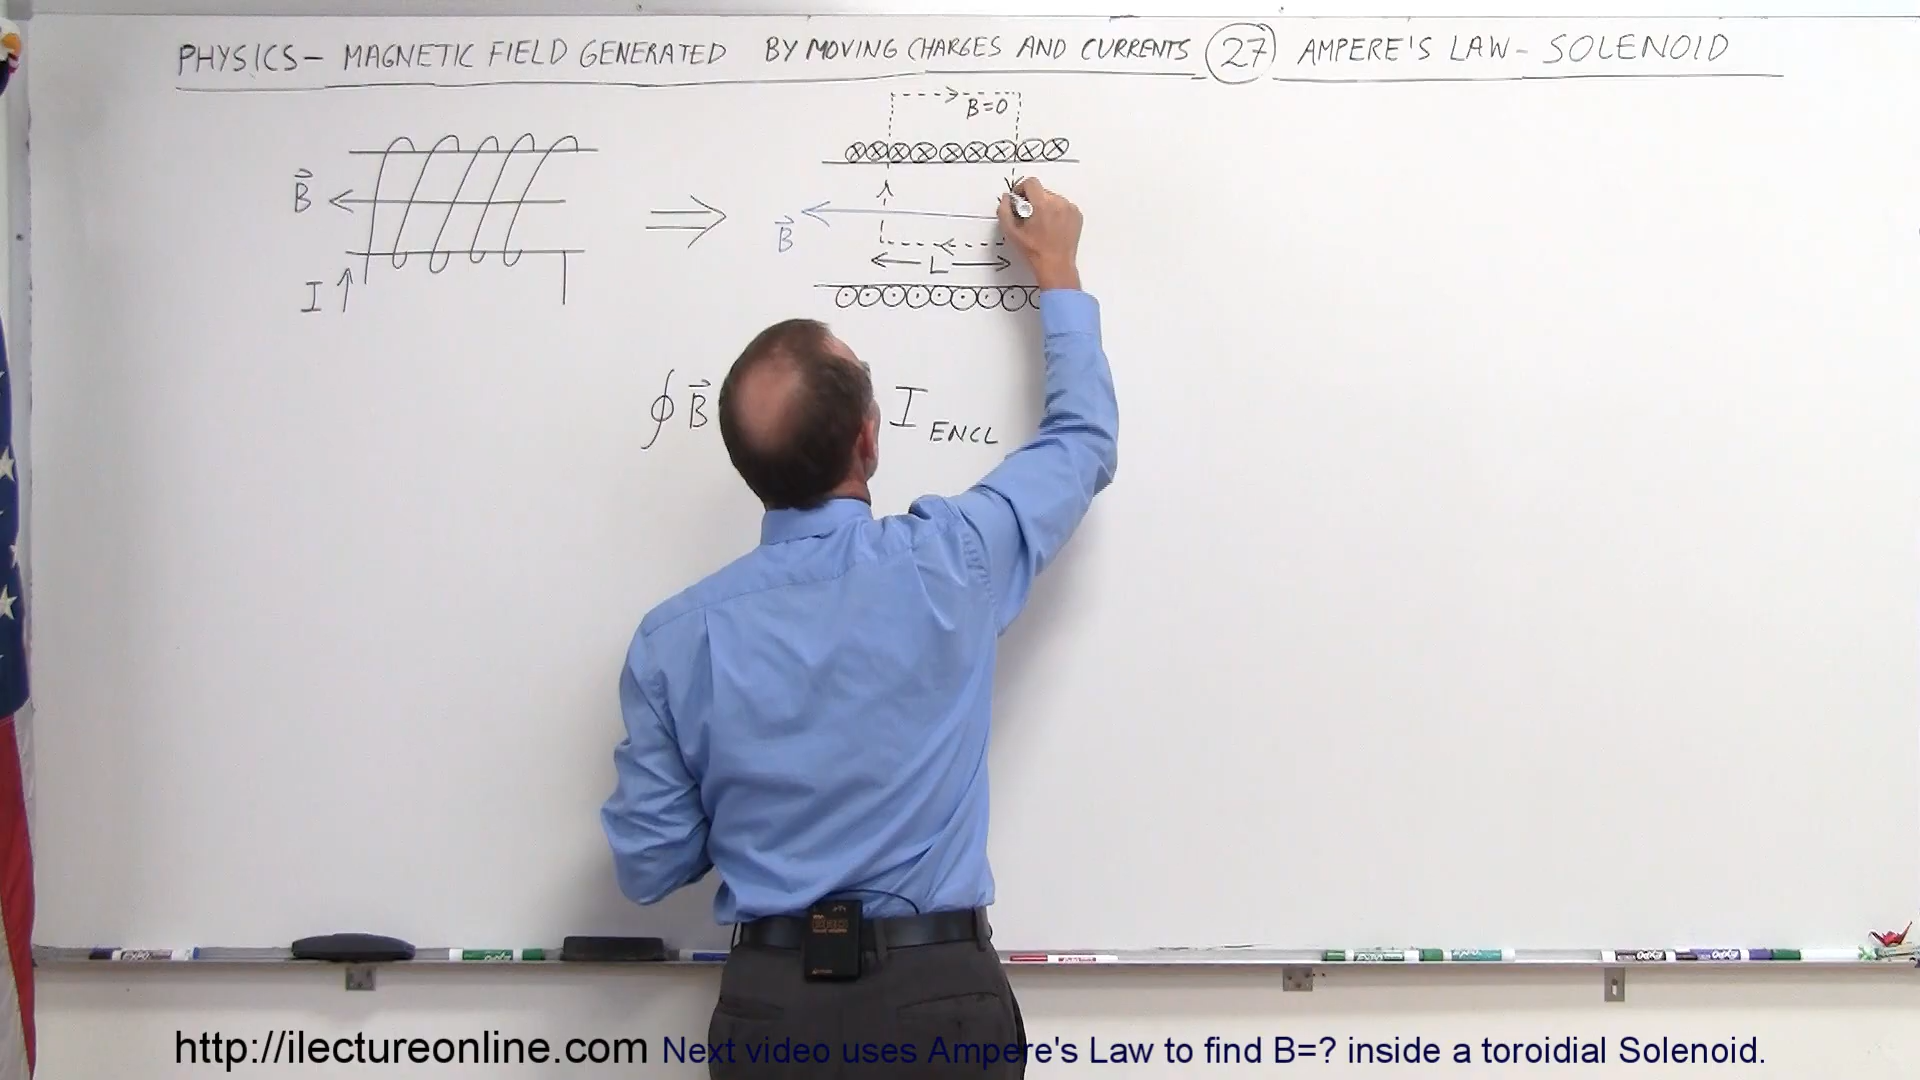 PHYSICS- MAGNETIC FIELD GENERATED BY MOVING CHARGES AND CURRENTS 27 AMPERE'S LAW- SOLENOID
B=0
B
B
L
I
∮ B I ENCL
EXPO
http://ilectureonline.com Next video uses Ampere's Law to find B=? inside a toroidial Solenoid.